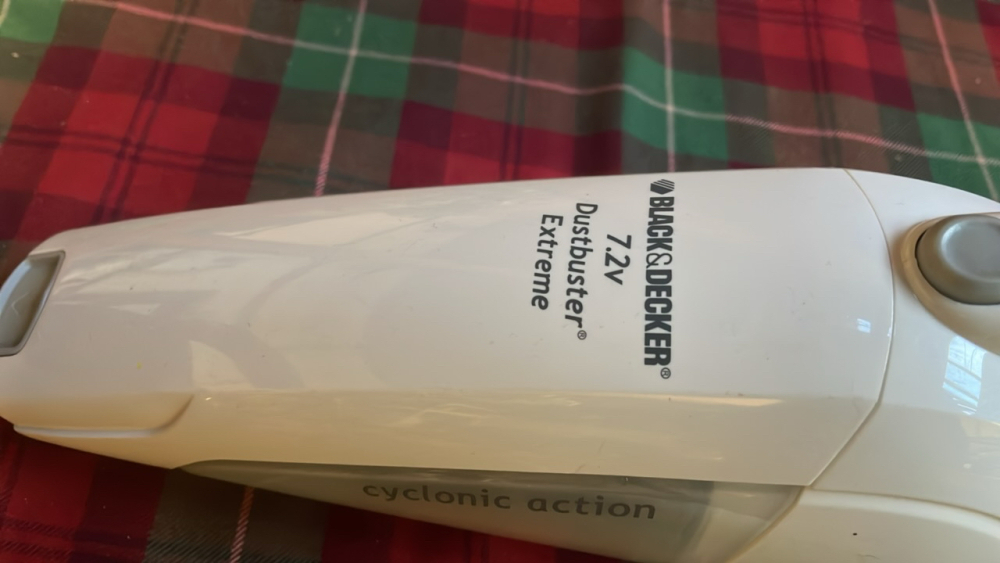 BLACK&DECKER®
7.2v
Dustbuster®
Extreme
cyclonic action